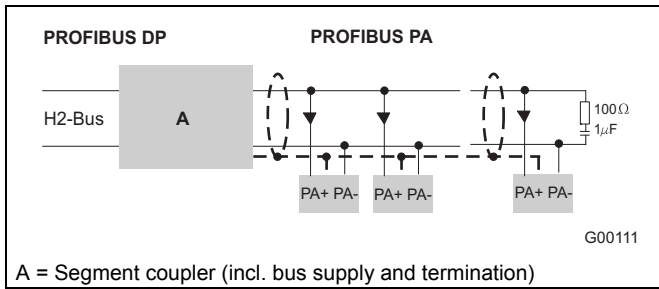 PROFIBUS DP PROFIBUS PA
H2-Bus A
100Ω
1µF
PA+ PA- PA+ PA- PA+ PA-
G00111
A = Segment coupler (incl. bus supply and termination)